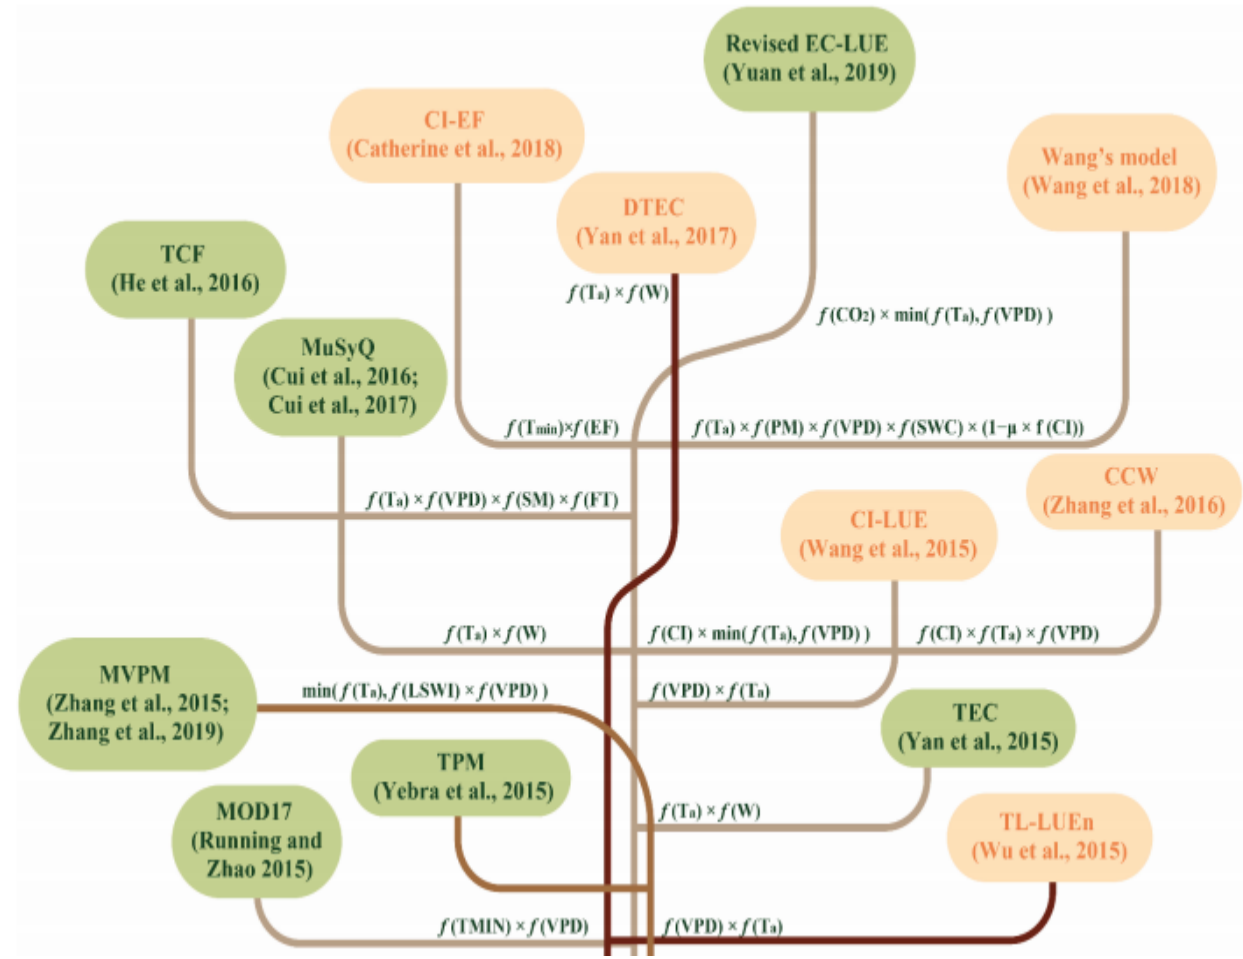 Revised EC-LUE
(Yuan et al., 2019)
CI-EF
(Catherine et al., 2018)
Wang's model
(Wang et al., 2018)
DTEC
(Yan et al., 2017)
TCF
(He et al., 2016)
f(Ta) × f(W)
f(CO2) × min( f(Ta), f(VPD) )
MuSyQ
(Cui et al., 2016;
Cui et al., 2017)
f(Tmin)×f(EF)
f(Ta) × f(PM) × f(VPD) × f(SWC) × (1−μ × f (CI))
CCW
(Zhang et al., 2016)
f(Ta) × f(VPD) × f(SM) × f(FT)
CI-LUE
(Wang et al., 2015)
f(Ta) × f(W)
f(CI) × min( f(Ta), f(VPD) )
f(CI) × f(Ta) × f(VPD)
MVPM
(Zhang et al., 2015;
Zhang et al., 2019)
min( f(Ta), f(LSWI) × f(VPD) )
f(VPD) × f(Ta)
TEC
(Yan et al., 2015)
TPM
(Yebra et al., 2015)
f(Ta) × f(W)
MOD17
(Running and
Zhao 2015)
TL-LUEn
(Wu et al., 2015)
f(TMIN) × f(VPD)
f(VPD) × f(Ta)